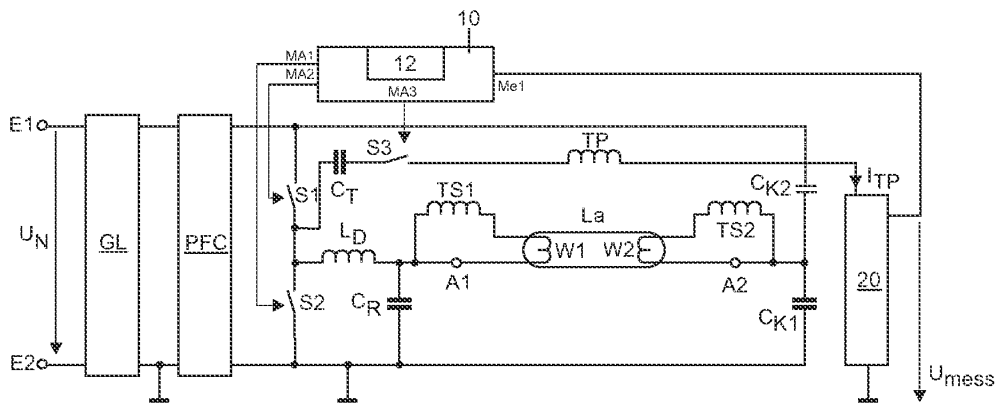 10
MA1
12
MA2
MA3
Me1
E1
S3
TP
CT
ITP
CK2
S1
TS1
La
TS2
UN
GL
PFC
LD
W1
W2
A1
A2
20
S2
CR
CK1
E2
Umess